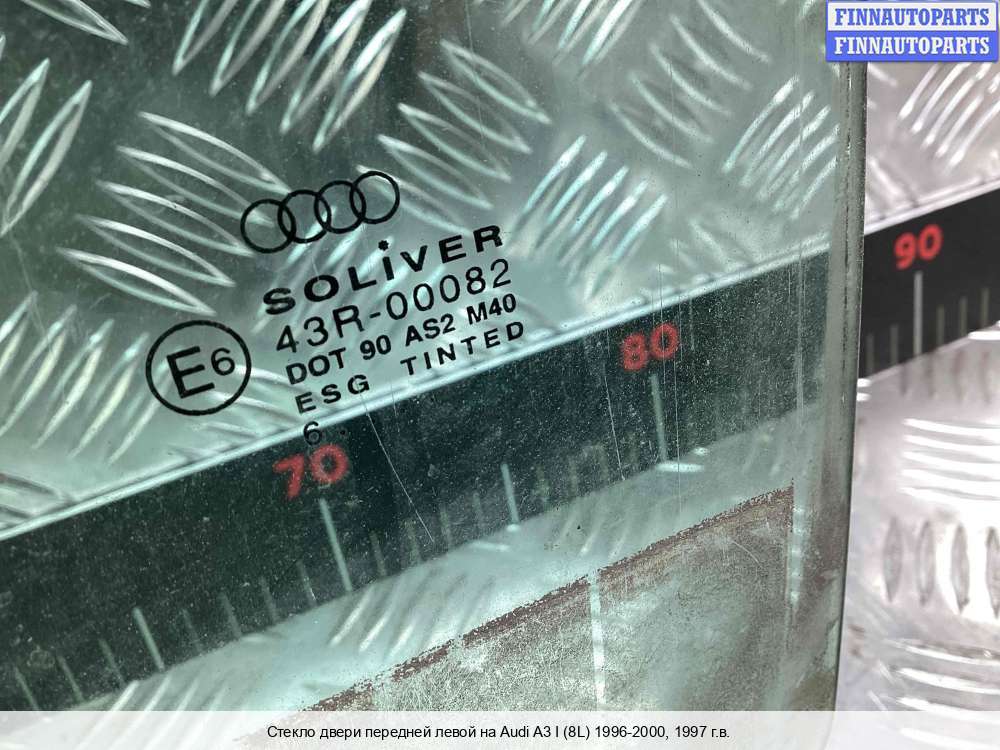 FINNAUTOPARTS
FINNAUTOPARTS
90
SOLiVER
43R-00082
DOT 90 AS2 M40
ESG TINTED
E6
6
80
70
Стекло двери передней левой на Audi A3 I (8L) 1996-2000, 1997 г.в.